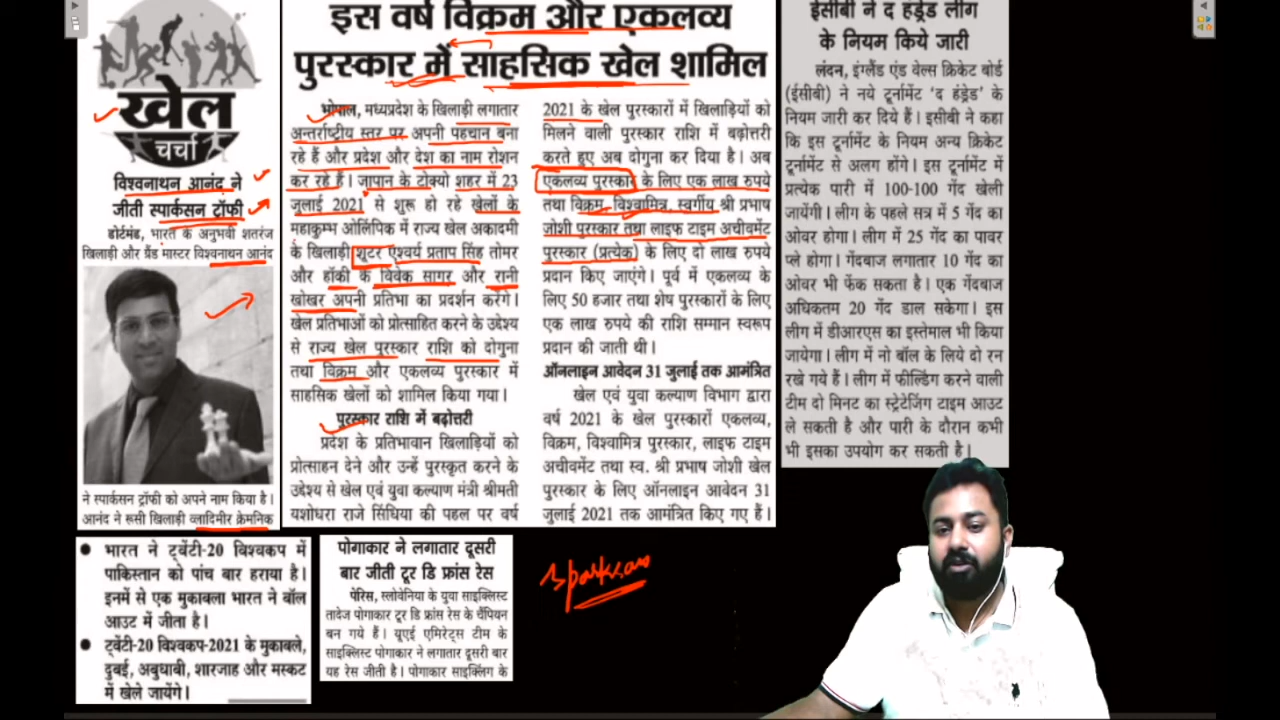 खेल
चर्चा
विश्वनाथन आनंद ने
जीती स्पार्कसन ट्रॉफी
डोर्टमंड, भारत के अनुभवी शतरंज
खिलाड़ी और ग्रैंड मास्टर विश्वनाथन आनंद
ने स्पार्कसन ट्रॉफी को अपने नाम किया है।
आनंद ने रूसी खिलाड़ी व्लादिमीर क्रेमनिक
इस वर्ष विक्रम और एकलव्य
पुरस्कार में साहसिक खेल शामिल
भोपाल, मध्यप्रदेश के खिलाड़ी लगातार
अन्तर्राष्ट्रीय स्तर पर अपनी पहचान बना
रहे हैं और प्रदेश और देश का नाम रोशन
कर रहे हैं। जापान के टोक्यो शहर में 23
जुलाई 2021 से शुरू हो रहे खेलों के
महाकुम्भ ओलिंपिक में राज्य खेल अकादमी
के खिलाड़ी शूटर ऐश्वर्य प्रताप सिंह तोमर
और हॉकी के विवेक सागर और रानी
खोखर अपनी प्रतिभा का प्रदर्शन करेंगे।
खेल प्रतिभाओं को प्रोत्साहित करने के उद्देश्य
से राज्य खेल पुरस्कार राशि को दोगुना
तथा विक्रम और एकलव्य पुरस्कार में
साहसिक खेलों को शामिल किया गया।
पुरस्कार राशि में बढ़ोत्तरी
प्रदेश के प्रतिभावान खिलाड़ियों को
प्रोत्साहन देने और उन्हें पुरस्कृत करने के
उद्देश्य से खेल एवं युवा कल्याण मंत्री श्रीमती
यशोधरा राजे सिंधिया की पहल पर वर्ष
2021 के खेल पुरस्कारों में खिलाड़ियों को
मिलने वाली पुरस्कार राशि में बढ़ोत्तरी
करते हुए अब दोगुना कर दिया है। अब
एकलव्य पुरस्कार के लिए एक लाख रुपये
तथा विक्रम, विश्वामित्र, स्वर्गीय श्री प्रभाष
जोशी पुरस्कार तथा लाइफ टाइम अचीवमेंट
पुरस्कार (प्रत्येक) के लिए दो लाख रुपये
प्रदान किए जाएंगे। पूर्व में एकलव्य के
लिए 50 हजार तथा शेष पुरस्कारों के लिए
एक लाख रुपये की राशि सम्मान स्वरूप
प्रदान की जाती थी।
ऑनलाइन आवेदन 31 जुलाई तक आमंत्रित
खेल एवं युवा कल्याण विभाग द्वारा
वर्ष 2021 के खेल पुरस्कारों एकलव्य,
विक्रम, विश्वामित्र पुरस्कार, लाइफ टाइम
अचीवमेंट तथा स्व. श्री प्रभाष जोशी खेल
पुरस्कार के लिए ऑनलाइन आवेदन 31
जुलाई 2021 तक आमंत्रित किए गए हैं।
ईसीबी ने द हंड्रेड लीग
के नियम किये जारी
लंदन, इंग्लैंड एंड वेल्स क्रिकेट बोर्ड
(ईसीबी) ने नये टूर्नामेंट 'द हंड्रेड' के
नियम जारी कर दिये हैं। इसीबी ने कहा
कि इस टूर्नामेंट के नियम अन्य क्रिकेट
टूर्नामेंट से अलग होंगे। इस टूर्नामेंट में
प्रत्येक पारी में 100-100 गेंद खेली
जायेंगी। लीग के पहले सत्र में 5 गेंद का
ओवर होगा। लीग में 25 गेंद का पावर
प्ले होगा। गेंदबाज लगातार 10 गेंद का
ओवर भी फेंक सकता है। एक गेंदबाज
अधिकतम 20 गेंद डाल सकेगा। इस
लीग में डीआरएस का इस्तेमाल भी किया
जायेगा। लीग में नो बॉल के लिये दो रन
रखे गये हैं। लीग में फील्डिंग करने वाली
टीम दो मिनट का स्ट्रेटेजिंग टाइम आउट
ले सकती है और पारी के दौरान कभी
भी इसका उपयोग कर सकती है।
भारत ने ट्वेंटी-20 विश्वकप में
पाकिस्तान को पांच बार हराया है।
इनमें से एक मुकाबला भारत ने बॉल
आउट में जीता है।
ट्वेंटी-20 विश्वकप-2021 के मुकाबले,
दुबई, अबुधाबी, शारजाह और मस्कट
में खेले जायेंगे।
पोगाकार ने लगातार दूसरी
बार जीती टूर डि फ्रांस रेस
पेरिस, स्लोवेनिया के युवा साइक्लिस्ट
तादेज पोगाकार टूर डि फ्रांस रेस के चैंपियन
बन गये हैं। यूएई एमिरेट्स टीम के
साइक्लिस्ट पोगाकार ने लगातार दूसरी बार
यह रेस जीती है। पोगाकार साइक्लिंग के